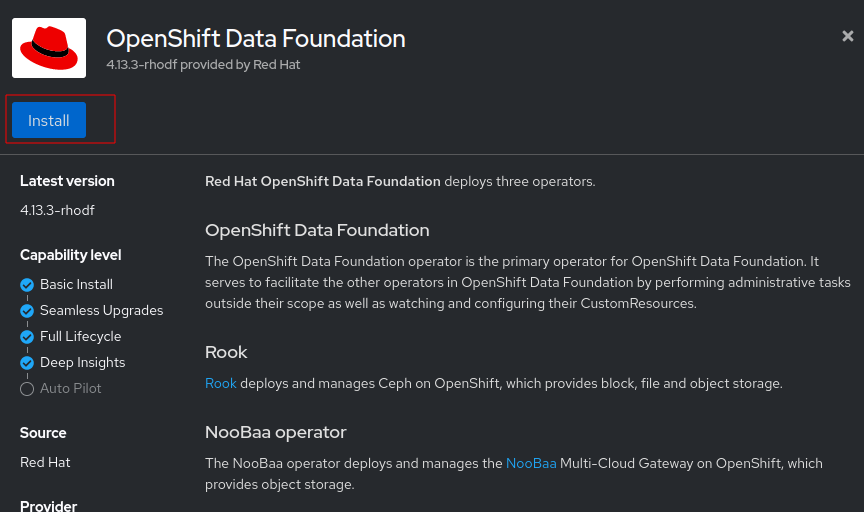 OpenShift Data Foundation
4.13.3-rhodf provided by Red Hat
Install
Latest version
4.13.3-rhodf
Capability level
Basic Install
Seamless Upgrades
Full Lifecycle
Deep Insights
Auto Pilot
Source
Red Hat
Provider
Red Hat OpenShift Data Foundation deploys three operators.
OpenShift Data Foundation
The OpenShift Data Foundation operator is the primary operator for OpenShift Data Foundation. It
serves to facilitate the other operators in OpenShift Data Foundation by performing administrative tasks
outside their scope as well as watching and configuring their CustomResources.
Rook
Rook deploys and manages Ceph on OpenShift, which provides block, file and object storage.
NooBaa operator
The NooBaa operator deploys and manages the NooBaa Multi-Cloud Gateway on OpenShift, which
provides object storage.